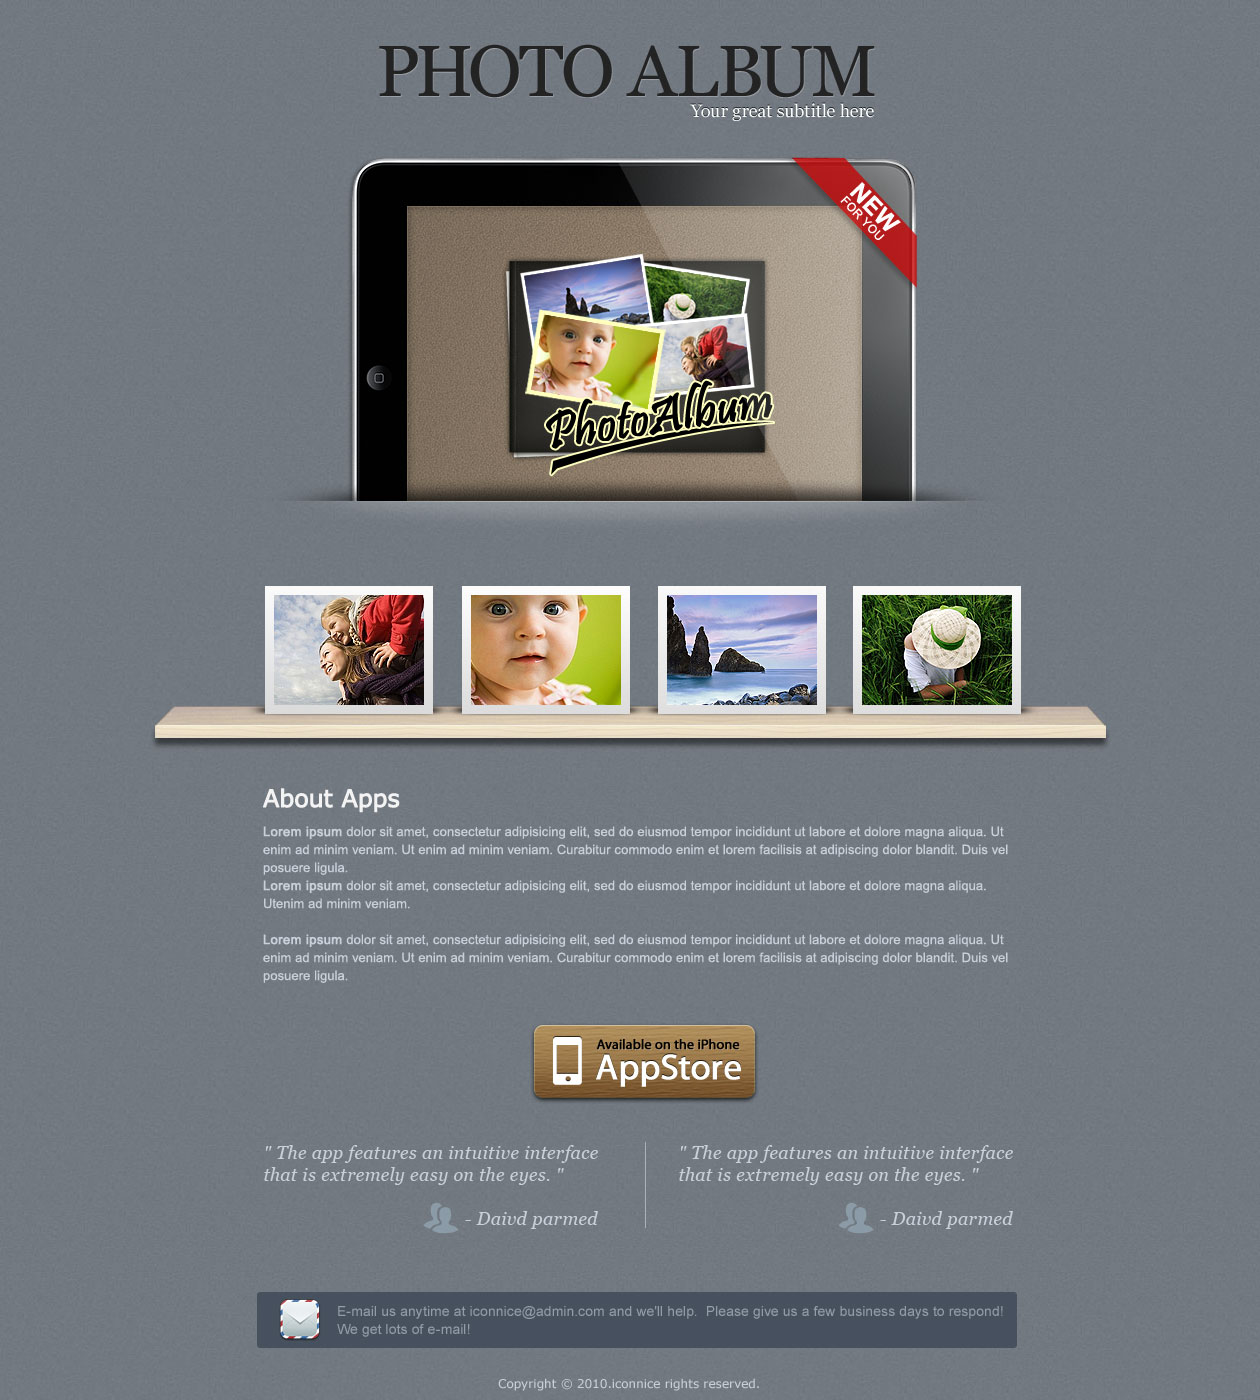 PHOTO ALBUM
Your great subtitle here
NEW
FOR YOU
PhotoAlbum
About Apps
Lorem ipsum dolor sit amet, consectetur adipisicing elit, sed do eiusmod tempor incididunt ut labore et dolore magna aliqua. Ut
enim ad minim veniam. Ut enim ad minim veniam. Curabitur commodo enim et lorem facilisis at adipiscing dolor blandit. Duis vel
posuere ligula.
Lorem ipsum dolor sit amet, consectetur adipisicing elit, sed do eiusmod tempor incididunt ut labore et dolore magna aliqua.
Utenim ad minim veniam.
Lorem ipsum dolor sit amet, consectetur adipisicing elit, sed do eiusmod tempor incididunt ut labore et dolore magna aliqua. Ut
enim ad minim veniam. Ut enim ad minim veniam. Curabitur commodo enim et lorem facilisis at adipiscing dolor blandit. Duis vel
posuere ligula.
Available on the iPhone
AppStore
" The app features an intuitive interface
that is extremely easy on the eyes. "
- Daivd parmed
" The app features an intuitive interface
that is extremely easy on the eyes. "
- Daivd parmed
E-mail us anytime at iconnice@admin.com and we'll help.  Please give us a few business days to respond!
We get lots of e-mail!
Copyright © 2010.iconnice rights reserved.